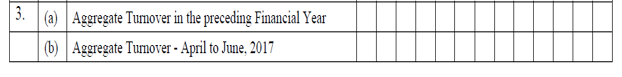 3. (a) Aggregate Turnover in the preceding Financial Year
(b) Aggregate Turnover - April to June, 2017